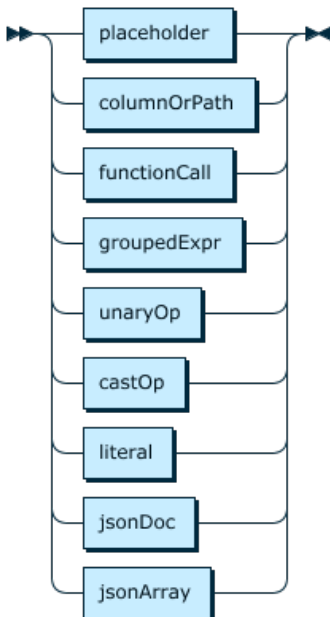 placeholder
columnOrPath
functionCall
groupedExpr
unaryOp
castOp
literal
jsonDoc
jsonArray